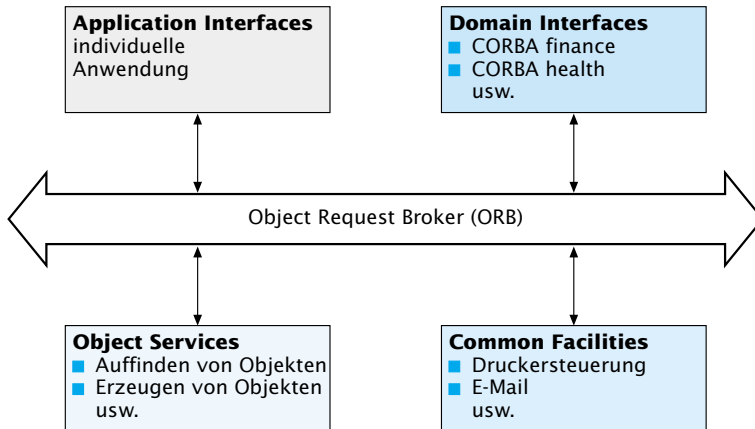 Application Interfaces
individuelle
Anwendung
Domain Interfaces
CORBA finance
CORBA health
usw.
Object Request Broker (ORB)
Object Services
Auffinden von Objekten
Erzeugen von Objekten
usw.
Common Facilities
Druckersteuerung
E-Mail
usw.